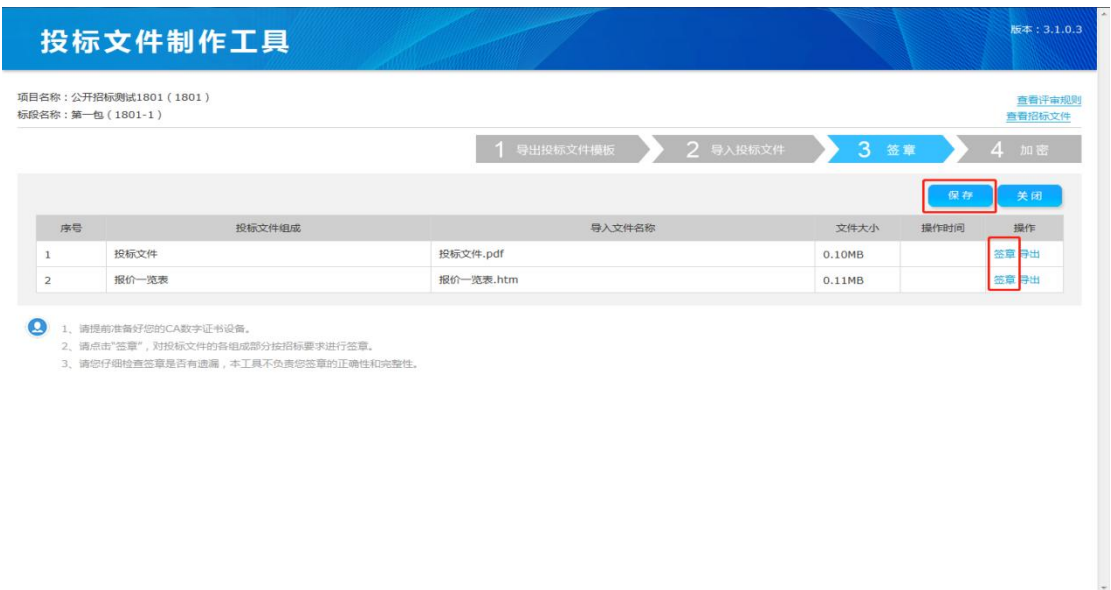 投标文件制作工具
版本：3.1.0.3
项目名称：公开招标测试1801（1801）
标段名称：第一包（1801-1）
查看评审规则
查看招标文件
1 导出投标文件模板 2 导入投标文件 3 签章 4 加密
保存 关闭
序号 投标文件组成 导入文件名称 文件大小 操作时间 操作
1 投标文件 投标文件.pdf 0.10MB 签章 导出
2 报价一览表 报价一览表.htm 0.11MB 签章 导出
1、请提前准备好您的CA数字证书设备。
2、请点击"签章"，对投标文件的各组成部分按招标要求进行签章。
3、请您仔细检查签章是否有遗漏，本工具不负责您签章的正确性和完整性。